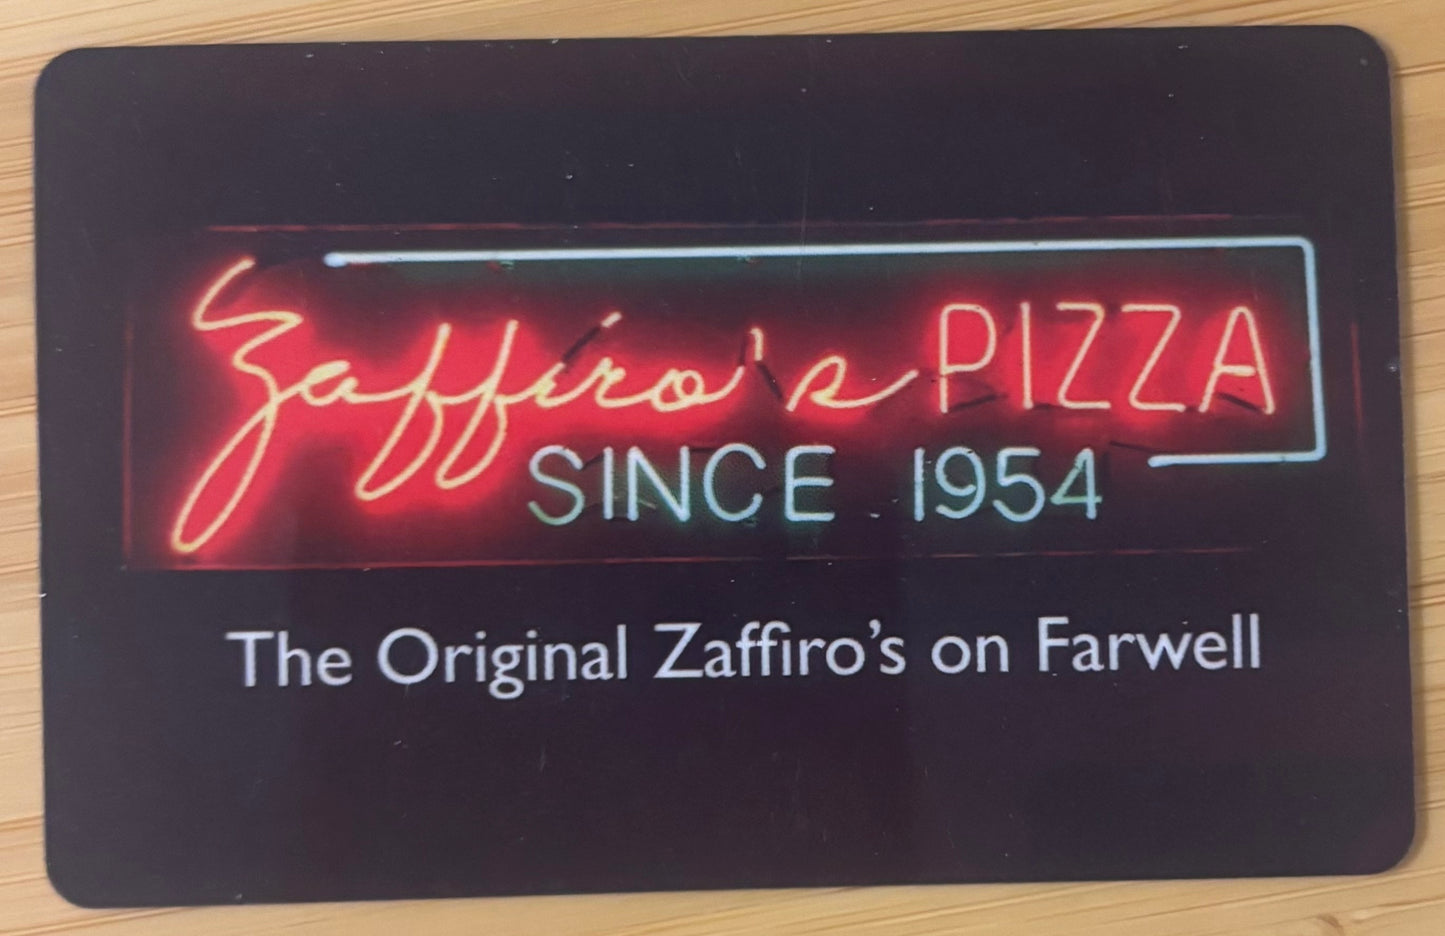 Zaffiro's PIZZA
SINCE 1954
The Original Zaffiro's on Farwell